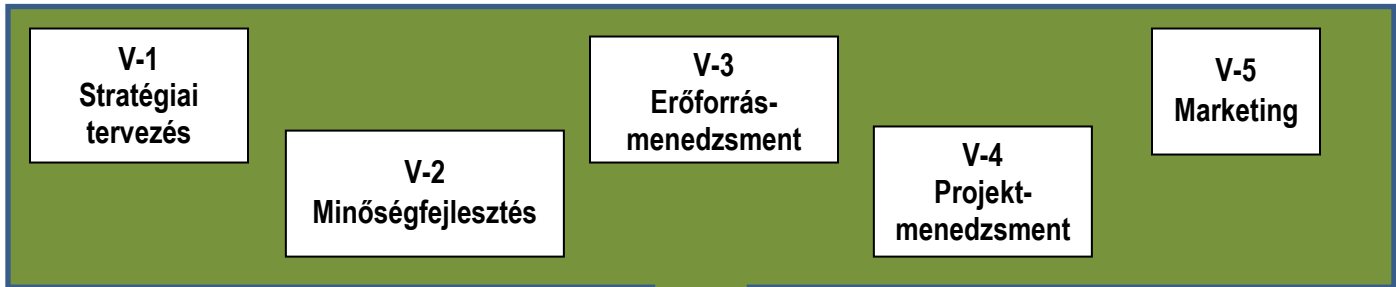 V-1
Stratégiai
tervezés
V-2
Minőségfejlesztés
V-3
Erőforrás-
menedzsment
V-4
Projekt-
menedzsment
V-5
Marketing